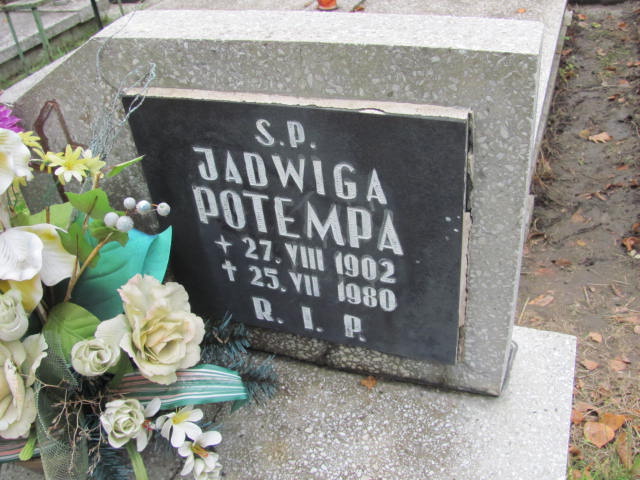 S.P.
JADWIGA
POTEMPA
+ 27. VIII 1902
† 25. VII 1980
R. I. P.